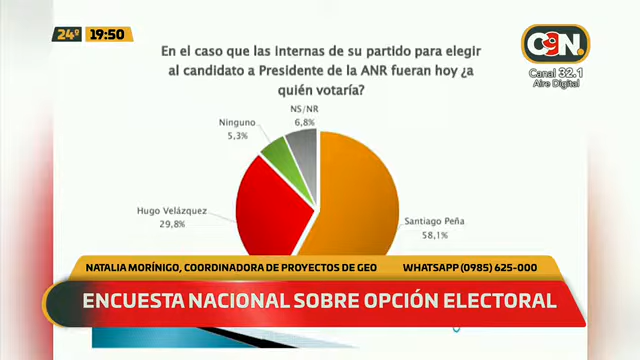 24º
19:50
En el caso que las internas de su partido para elegir
al candidato a Presidente de la ANR fueran hoy ¿a
quién votaría?
C9N.
Canal 32.1
Aire Digital
NS/NR
6,8%
Ninguno
5,3%
Hugo Velázquez
29,8%
Santiago Peña
58,1%
NATALIA MORÍNIGO, COORDINADORA DE PROYECTOS DE GEO
WHATSAPP (0985) 625-000
ENCUESTA NACIONAL SOBRE OPCIÓN ELECTORAL